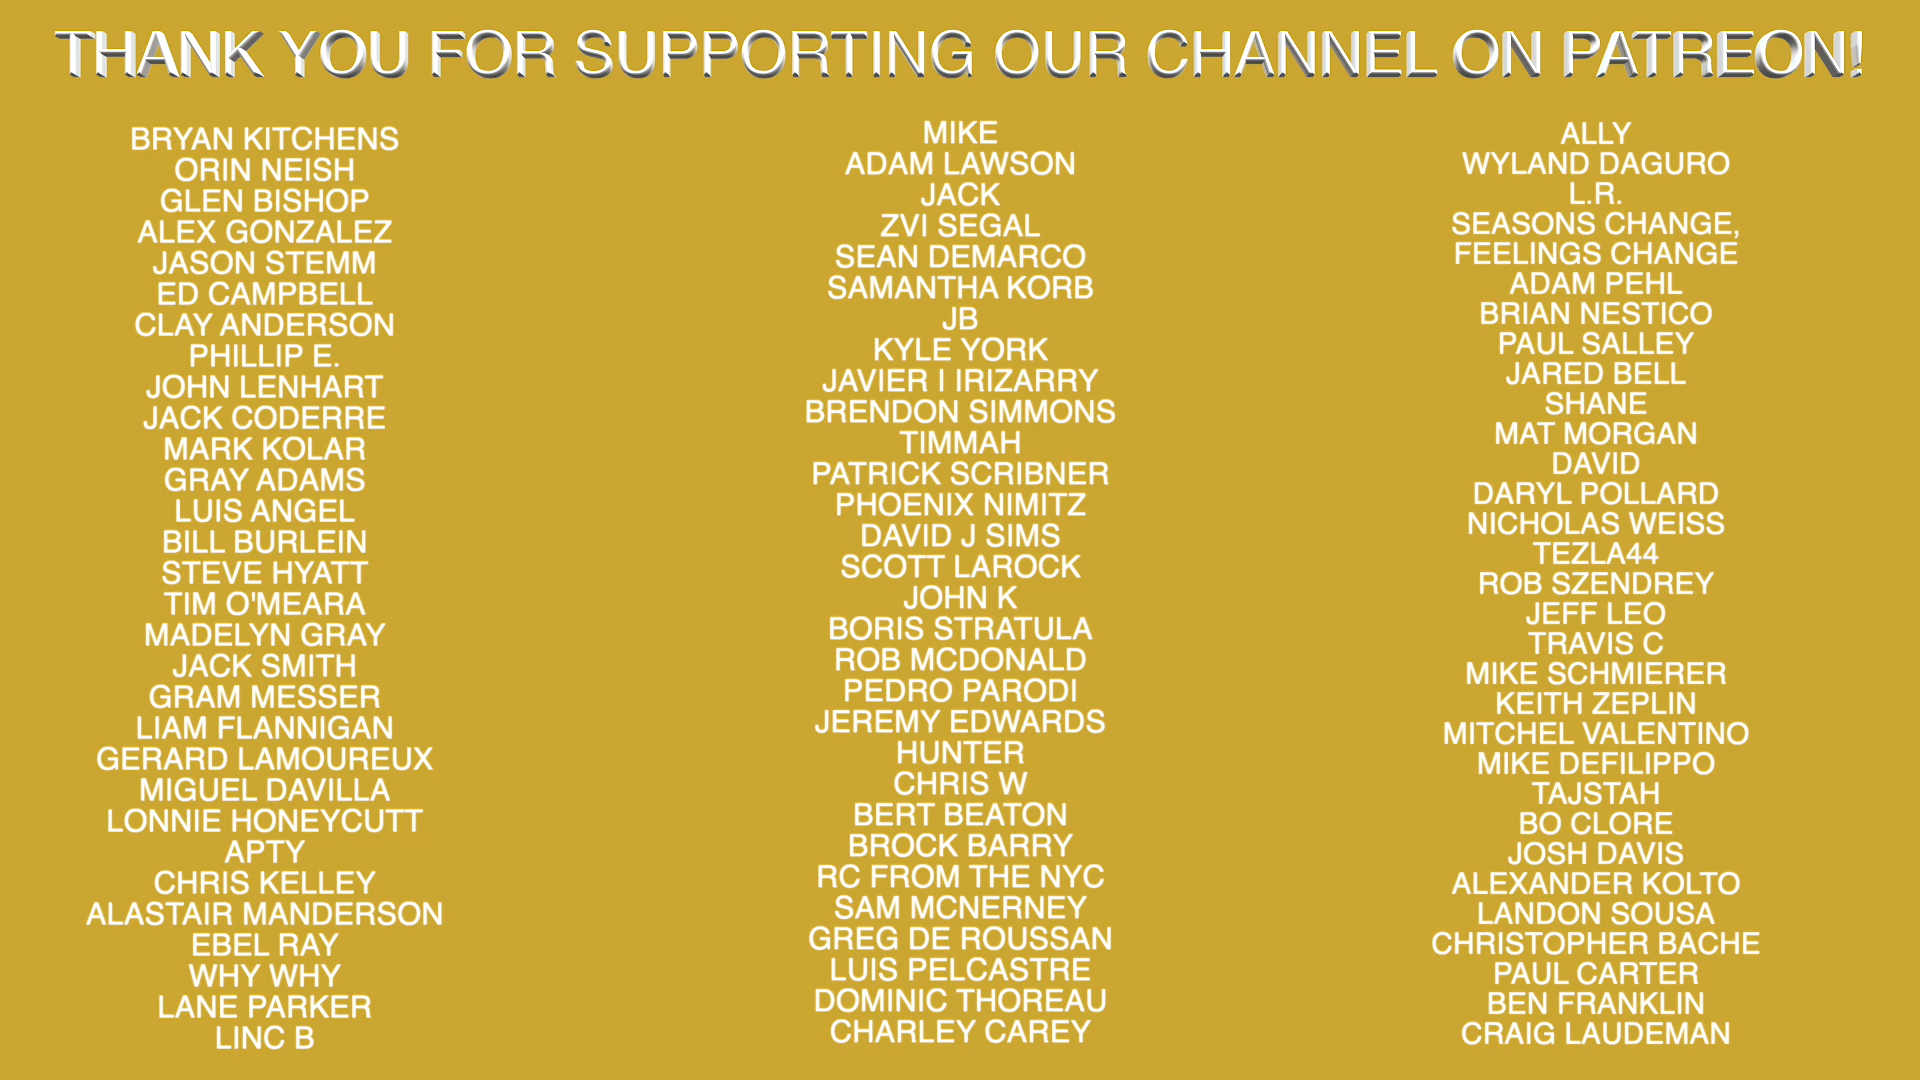 THANK YOU FOR SUPPORTING OUR CHANNEL ON PATREON!
BRYAN KITCHENS
ORIN NEISH
GLEN BISHOP
ALEX GONZALEZ
JASON STEMM
ED CAMPBELL
CLAY ANDERSON
PHILLIP E.
JOHN LENHART
JACK CODERRE
MARK KOLAR
GRAY ADAMS
LUIS ANGEL
BILL BURLEIN
STEVE HYATT
TIM O'MEARA
MADELYN GRAY
JACK SMITH
GRAM MESSER
LIAM FLANNIGAN
GERARD LAMOUREUX
MIGUEL DAVILLA
LONNIE HONEYCUTT
APTY
CHRIS KELLEY
ALASTAIR MANDERSON
EBEL RAY
WHY WHY
LANE PARKER
LINC B
MIKE
ADAM LAWSON
JACK
ZVI SEGAL
SEAN DEMARCO
SAMANTHA KORB
JB
KYLE YORK
JAVIER I IRIZARRY
BRENDON SIMMONS
TIMMAH
PATRICK SCRIBNER
PHOENIX NIMITZ
DAVID J SIMS
SCOTT LAROCK
JOHN K
BORIS STRATULA
ROB MCDONALD
PEDRO PARODI
JEREMY EDWARDS
HUNTER
CHRIS W
BERT BEATON
BROCK BARRY
RC FROM THE NYC
SAM MCNERNEY
GREG DE ROUSSAN
LUIS PELCASTRE
DOMINIC THOREAU
CHARLEY CAREY
ALLY
WYLAND DAGURO
L.R.
SEASONS CHANGE,
FEELINGS CHANGE
ADAM PEHL
BRIAN NESTICO
PAUL SALLEY
JARED BELL
SHANE
MAT MORGAN
DAVID
DARYL POLLARD
NICHOLAS WEISS
TEZLA44
ROB SZENDREY
JEFF LEO
TRAVIS C
MIKE SCHMIERER
KEITH ZEPLIN
MITCHEL VALENTINO
MIKE DEFILIPPO
TAJSTAH
BO CLORE
JOSH DAVIS
ALEXANDER KOLTO
LANDON SOUSA
CHRISTOPHER BACHE
PAUL CARTER
BEN FRANKLIN
CRAIG LAUDEMAN